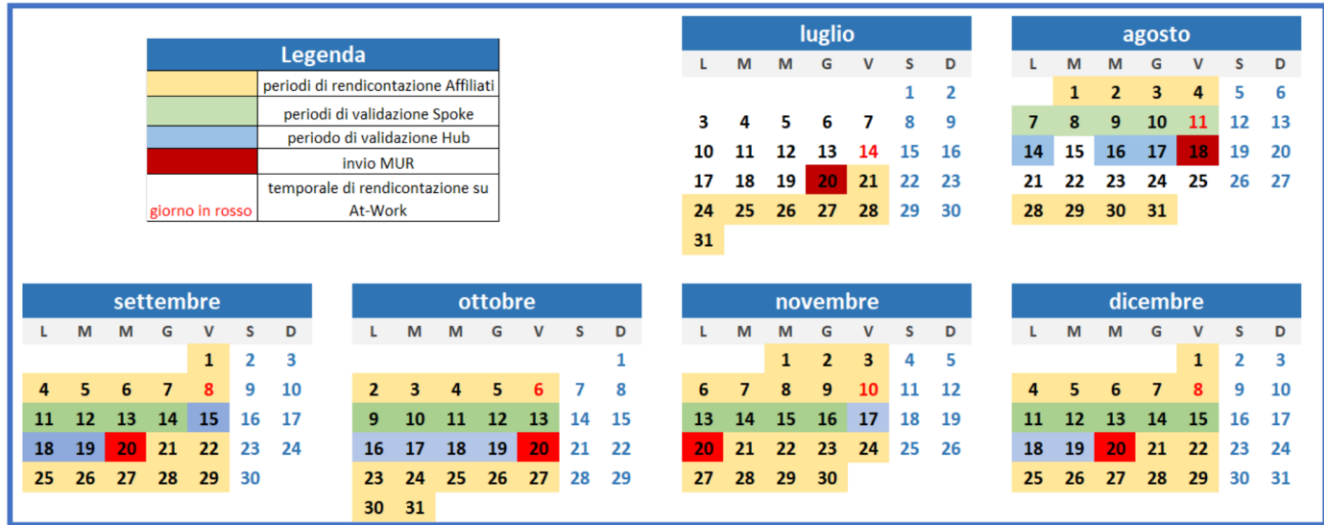 Legenda
periodi di rendicontazione Affiliati
periodi di validazione Spoke
periodo di validazione Hub
invio MUR
giorno in rosso
temporale di rendicontazione su
At-Work
luglio
L M M G V S D
1 2
3 4 5 6 7 8 9
10 11 12 13 14 15 16
17 18 19 20 21 22 23
24 25 26 27 28 29 30
31
agosto
L M M G V S D
1 2 3 4 5 6
7 8 9 10 11 12 13
14 15 16 17 18 19 20
21 22 23 24 25 26 27
28 29 30 31
settembre
L M M G V S D
1 2 3
4 5 6 7 8 9 10
11 12 13 14 15 16 17
18 19 20 21 22 23 24
25 26 27 28 29 30
ottobre
L M M G V S D
1
2 3 4 5 6 7 8
9 10 11 12 13 14 15
16 17 18 19 20 21 22
23 24 25 26 27 28 29
30 31
novembre
L M M G V S D
1 2 3 4 5
6 7 8 9 10 11 12
13 14 15 16 17 18 19
20 21 22 23 24 25 26
27 28 29 30
dicembre
L M M G V S D
1 2 3
4 5 6 7 8 9 10
11 12 13 14 15 16 17
18 19 20 21 22 23 24
25 26 27 28 29 30 31